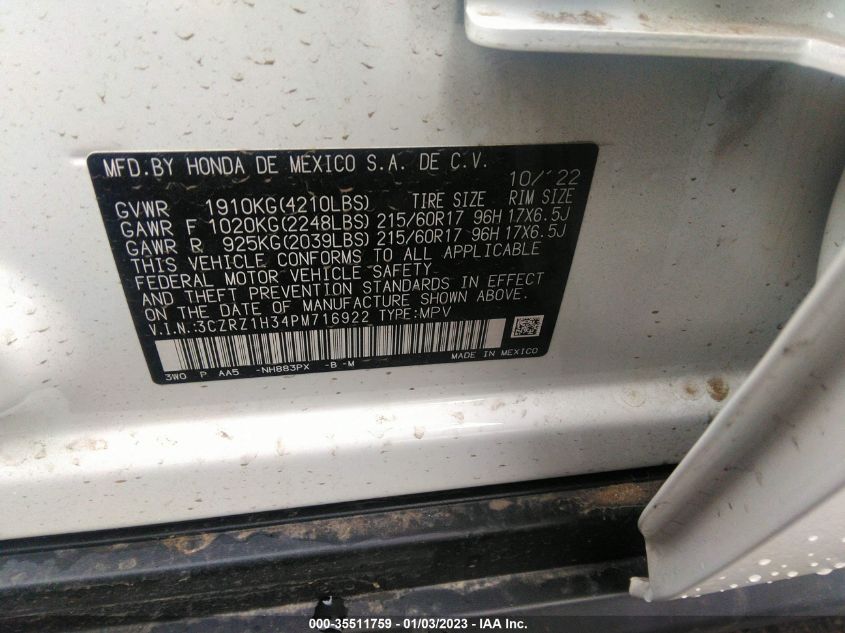 MFD.BY HONDA DE MEXICO S.A. DE C.V. 10/'22
GVWR 1910KG(4210LBS) TIRE SIZE RIM SIZE
GAWR F 1020KG(2248LBS) 215/60R17 96H 17X6.5J
GAWR R 925KG(2039LBS) 215/60R17 96H 17X6.5J
THIS VEHICLE CONFORMS TO ALL APPLICABLE
FEDERAL MOTOR VEHICLE SAFETY
AND THEFT PREVENTION STANDARDS IN EFFECT
ON THE DATE OF MANUFACTURE SHOWN ABOVE.
V.I.N.:3CZRZ1H34PM716922 TYPE:MPV
3W0 P AA5 -NH883PX -B -M MADE IN MEXICO
000-35511759 - 01/03/2023 - IAA Inc.